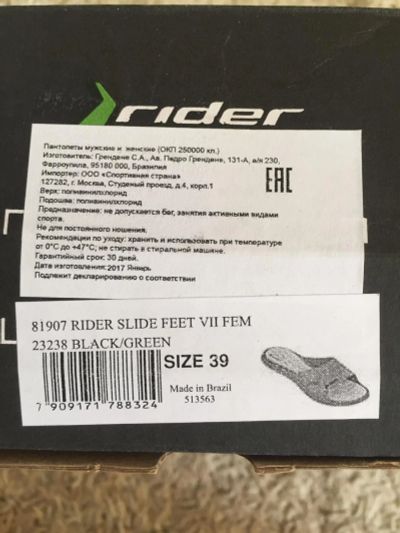 rider
Пантолеты мужские и женские (ОКП 250000 кл.)
Изготовитель: Грендене С.А., Ав. Педро Грендене, 131-А, а/я 230,
Фарроупила, 95180 000, Бразилия
Импортер: ООО «Спортивная страна»
127282, г. Москва, Студеный проезд, д.4, корп.1
Верх: поливинилхлорид
Подошва: поливинилхлорид
Предназначение: не допускается бег, занятия активными видами
спорта.
Не для постоянного ношения.
Рекомендации по уходу: хранить и использовать при температуре
от 0°С до +47°С; не стирать в стиральной машине.
Гарантийный срок: 30 дней.
Дата изготовления: 2017 Январь
Подлежит декларированию о соответствии
EAC
81907 RIDER SLIDE FEET VII FEM
23238 BLACK/GREEN
SIZE 39
Made in Brazil
513563
7 909171 788324